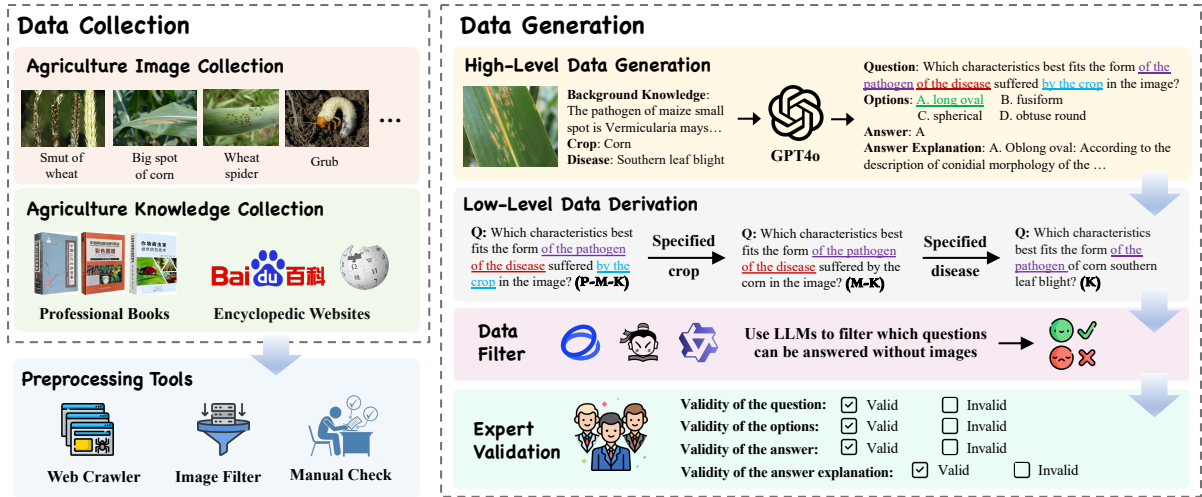 Data Collection
Agriculture Image Collection
Smut of
wheat
Big spot
of corn
Wheat
spider
Grub
...
Agriculture Knowledge Collection
Bai du 百科
Professional Books
Encyclopedic Websites
Preprocessing Tools
Web Crawler
Image Filter
Manual Check
Data Generation
High-Level Data Generation
Background Knowledge:
The pathogen of maize small
spot is Vermicularia mays…
Crop: Corn
Disease: Southern leaf blight
GPT4o
Question: Which characteristics best fits the form of the
pathogen of the disease suffered by the crop in the image?
Options: A. long oval B. fusiform
C. spherical D. obtuse round
Answer: A
Answer Explanation: A. Oblong oval: According to the
description of conidial morphology of the …
Low-Level Data Derivation
Q: Which characteristics best
fits the form of the pathogen
of the disease suffered by the
crop in the image? (P-M-K)
Specified
crop
Q: Which characteristics
best fits the form of the pathogen
of the disease suffered by the
corn in the image? (M-K)
Specified
disease
Q: Which characteristics
best fits the form of the
pathogen of corn southern
leaf blight? (K)
Data
Filter
Use LLMs to filter which questions
can be answered without images
Expert
Validation
Validity of the question: Valid Invalid
Validity of the options: Valid Invalid
Validity of the answer: Valid Invalid
Validity of the answer explanation: Valid Invalid